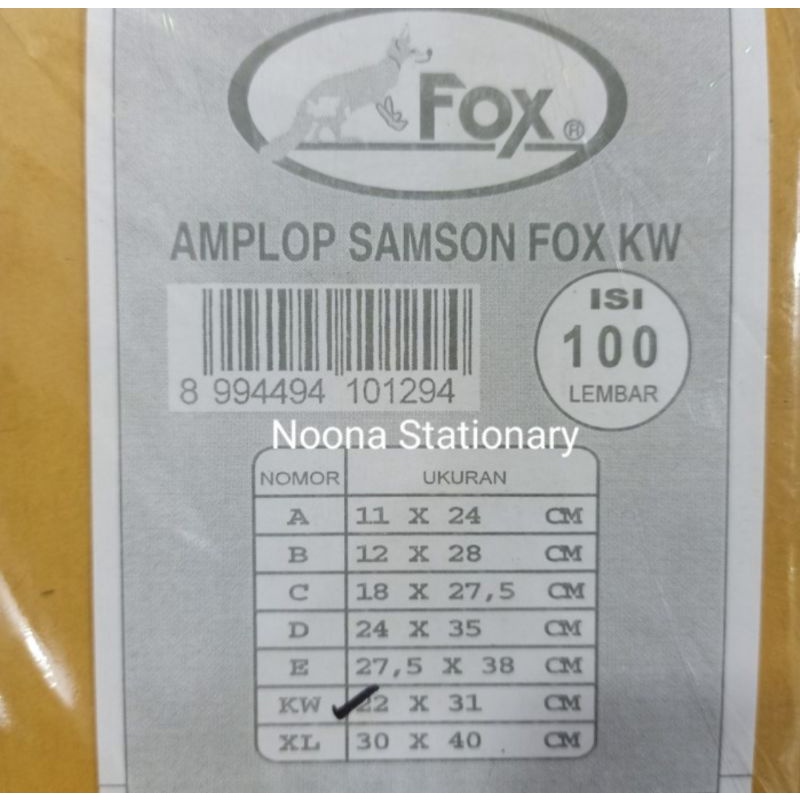 FOX ®
AMPLOP SAMSON FOX KW
ISI
100
LEMBAR
8 994494 101294
Noona Stationary
NOMOR UKURAN
A 11 X 24 CM
B 12 X 28 CM
C 18 X 27,5 CM
D 24 X 35 CM
E 27,5 X 38 CM
KW 22 X 31 CM
XL 30 X 40 CM